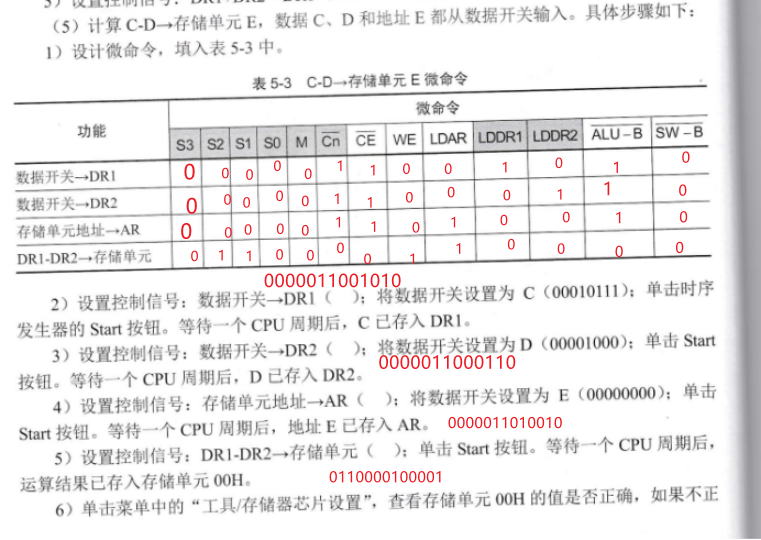 设置控制信号：
（5）计算 C-D→存储单元 E，数据 C、D 和地址 E 都从数据开关输入。具体步骤如下：
1）设计微命令，填入表 5-3 中。
表 5-3 C-D→存储单元 E 微命令
功能 微命令
S3 S2 S1 S0 M C̅n̅ C̅E̅ WE LDAR LDDR1 LDDR2 A̅L̅U̅-̅B̅ S̅W̅-̅B̅
数据开关→DR1 0 0 0 0 0 1 1 0 0 1 0 1 0
数据开关→DR2 0 0 0 0 0 1 1 0 0 0 1 1 0
存储单元地址→AR 0 0 0 0 0 1 1 0 1 0 0 1 0
DR1-DR2→存储单元 0 1 1 0 0 0 0 1 1 0 0 0 0
0000011001010
2）设置控制信号：数据开关→DR1（ ）；将数据开关设置为 C（00010111）；单击时序
发生器的 Start 按钮。等待一个 CPU 周期后，C 已存入 DR1。
3）设置控制信号：数据开关→DR2（ ）；将数据开关设置为 D（00001000）；单击 Start
0000011000110
按钮。等待一个 CPU 周期后，D 已存入 DR2。
4）设置控制信号：存储单元地址→AR（ ）；将数据开关设置为 E（00000000）；单击
Start 按钮。等待一个 CPU 周期后，地址 E 已存入 AR。 0000011010010
5）设置控制信号：DR1-DR2→存储单元（ ）；单击 Start 按钮。等待一个 CPU 周期后，
运算结果已存入存储单元 00H。 0110000100001
6）单击菜单中的“工具/存储器芯片设置”，查看存储单元 00H 的值是否正确，如果不正